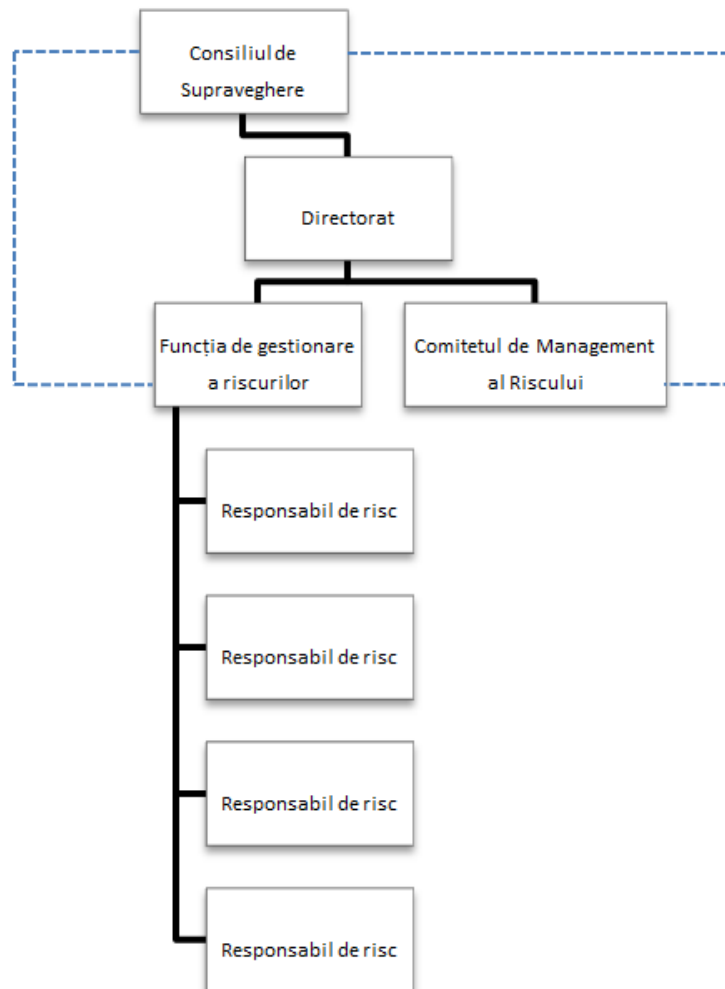 Consiliul de
Supraveghere
Directorat
Funcția de gestionare
a riscurilor
Comitetul de Management
al Riscului
Responsabil de risc
Responsabil de risc
Responsabil de risc
Responsabil de risc